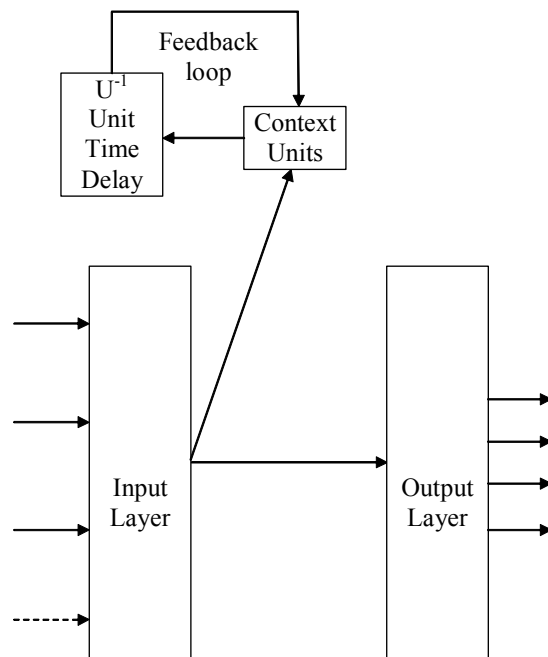 Feedback
loop
U⁻¹
Unit
Time
Delay
Context
Units
Input
Layer
Output
Layer